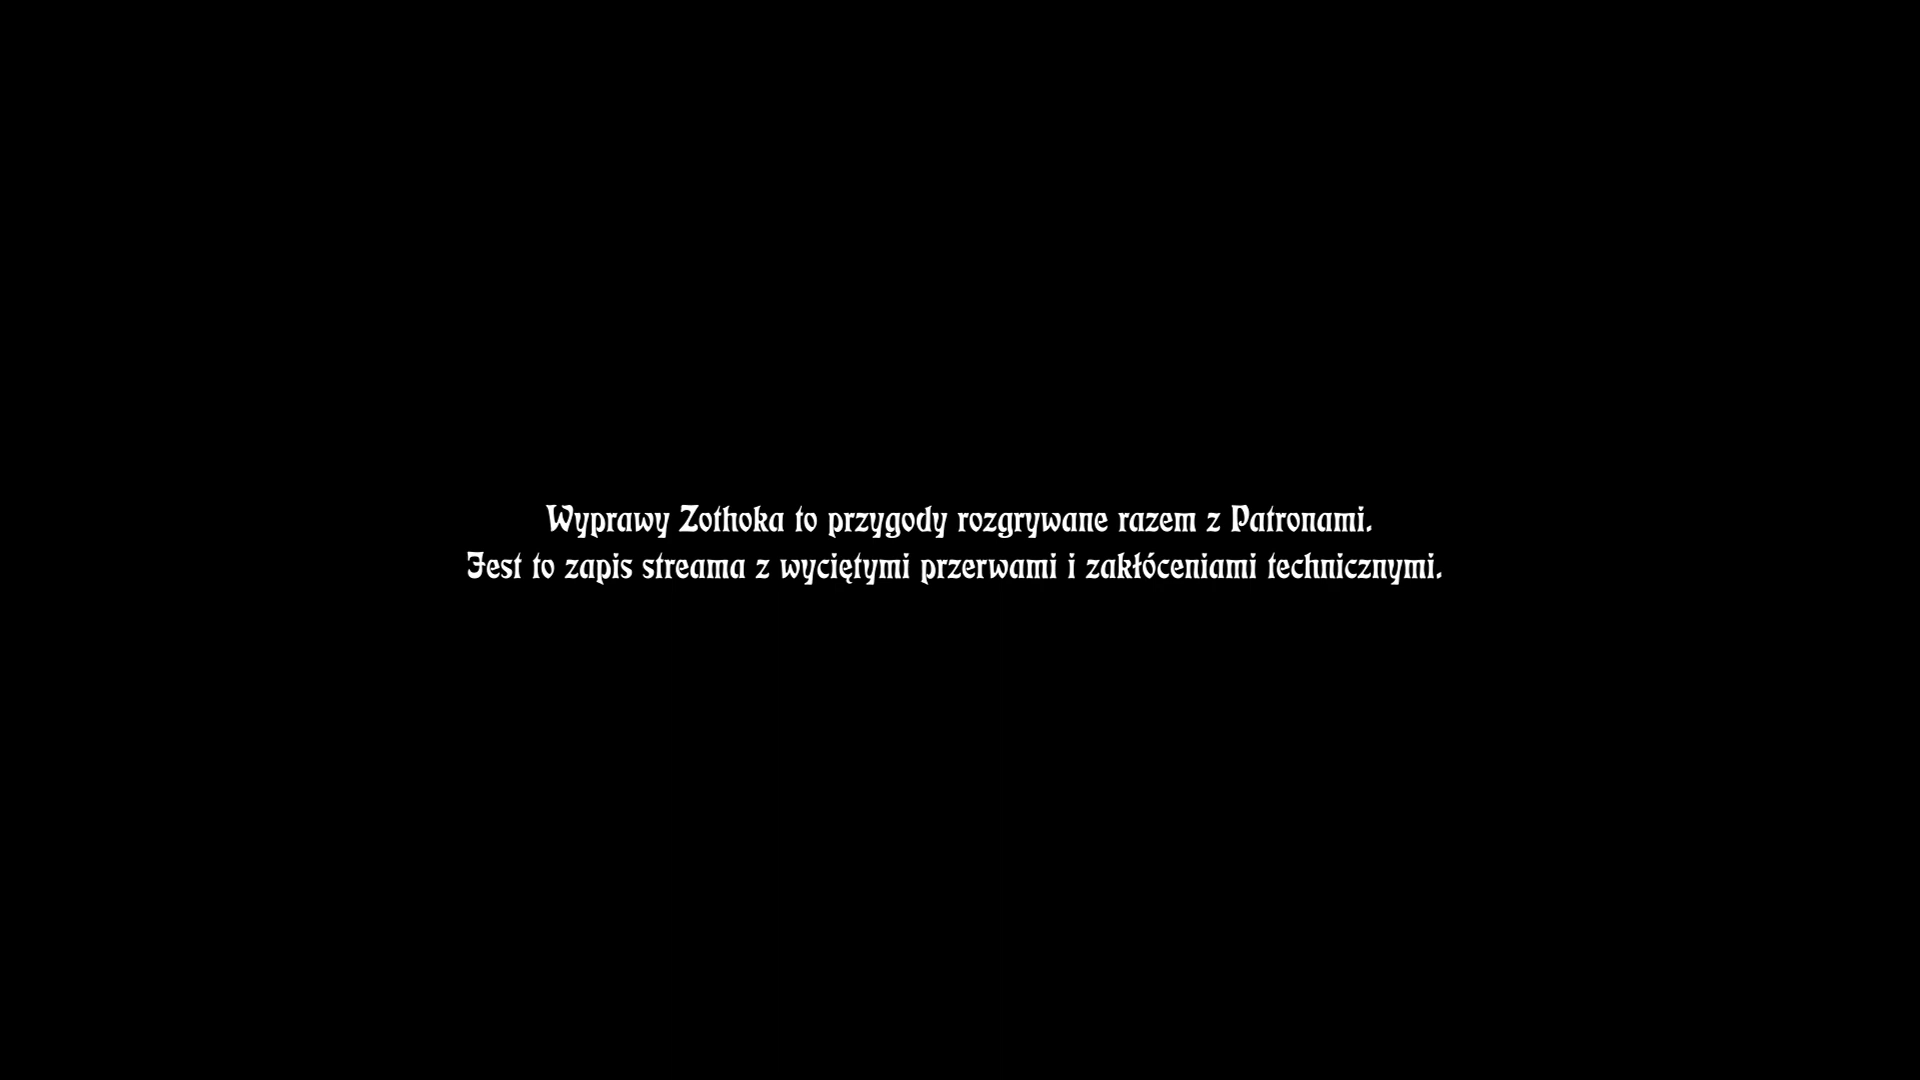 Wyprawy Zothoka to przygody rozgrywane razem z Patronami.
Jest to zapis streama z wyciętymi przerwami i zakłóceniami technicznymi.